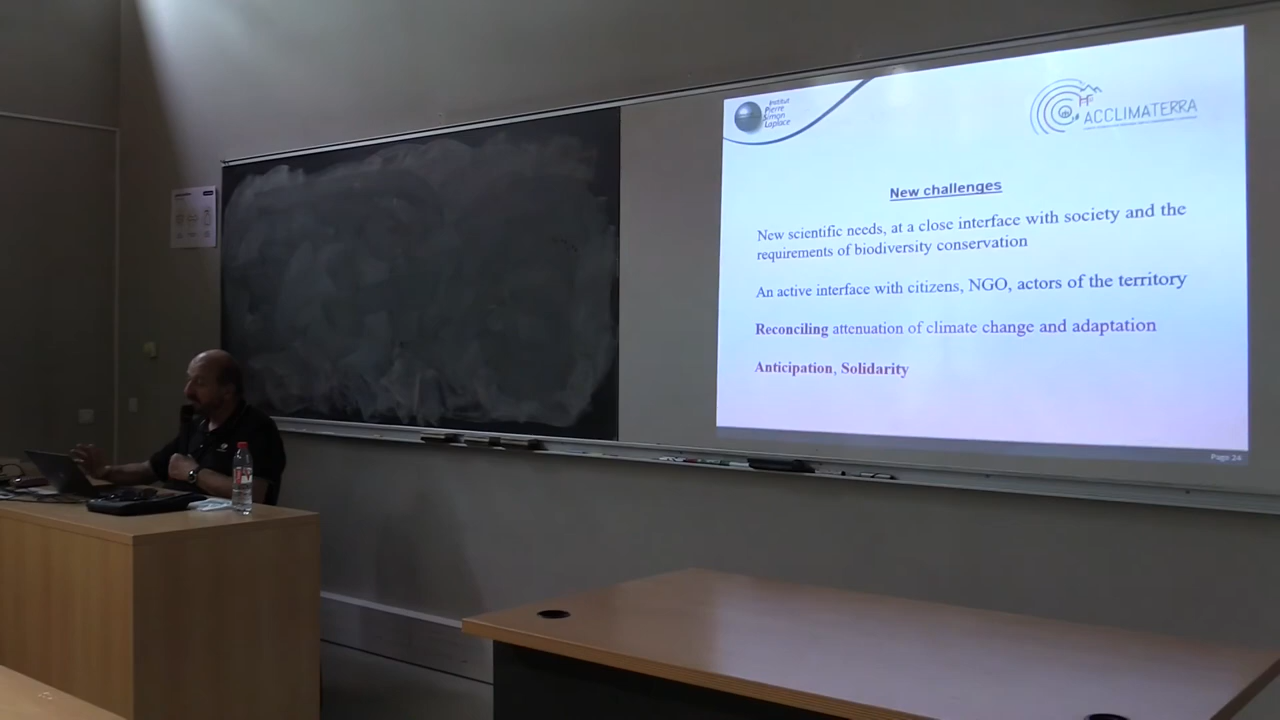 Institut
Pierre
Simon
Laplace
ACCLIMATERRA
New challenges
New scientific needs, at a close interface with society and the
requirements of biodiversity conservation
An active interface with citizens, NGO, actors of the territory
Reconciling attenuation of climate change and adaptation
Anticipation, Solidarity
Page 24